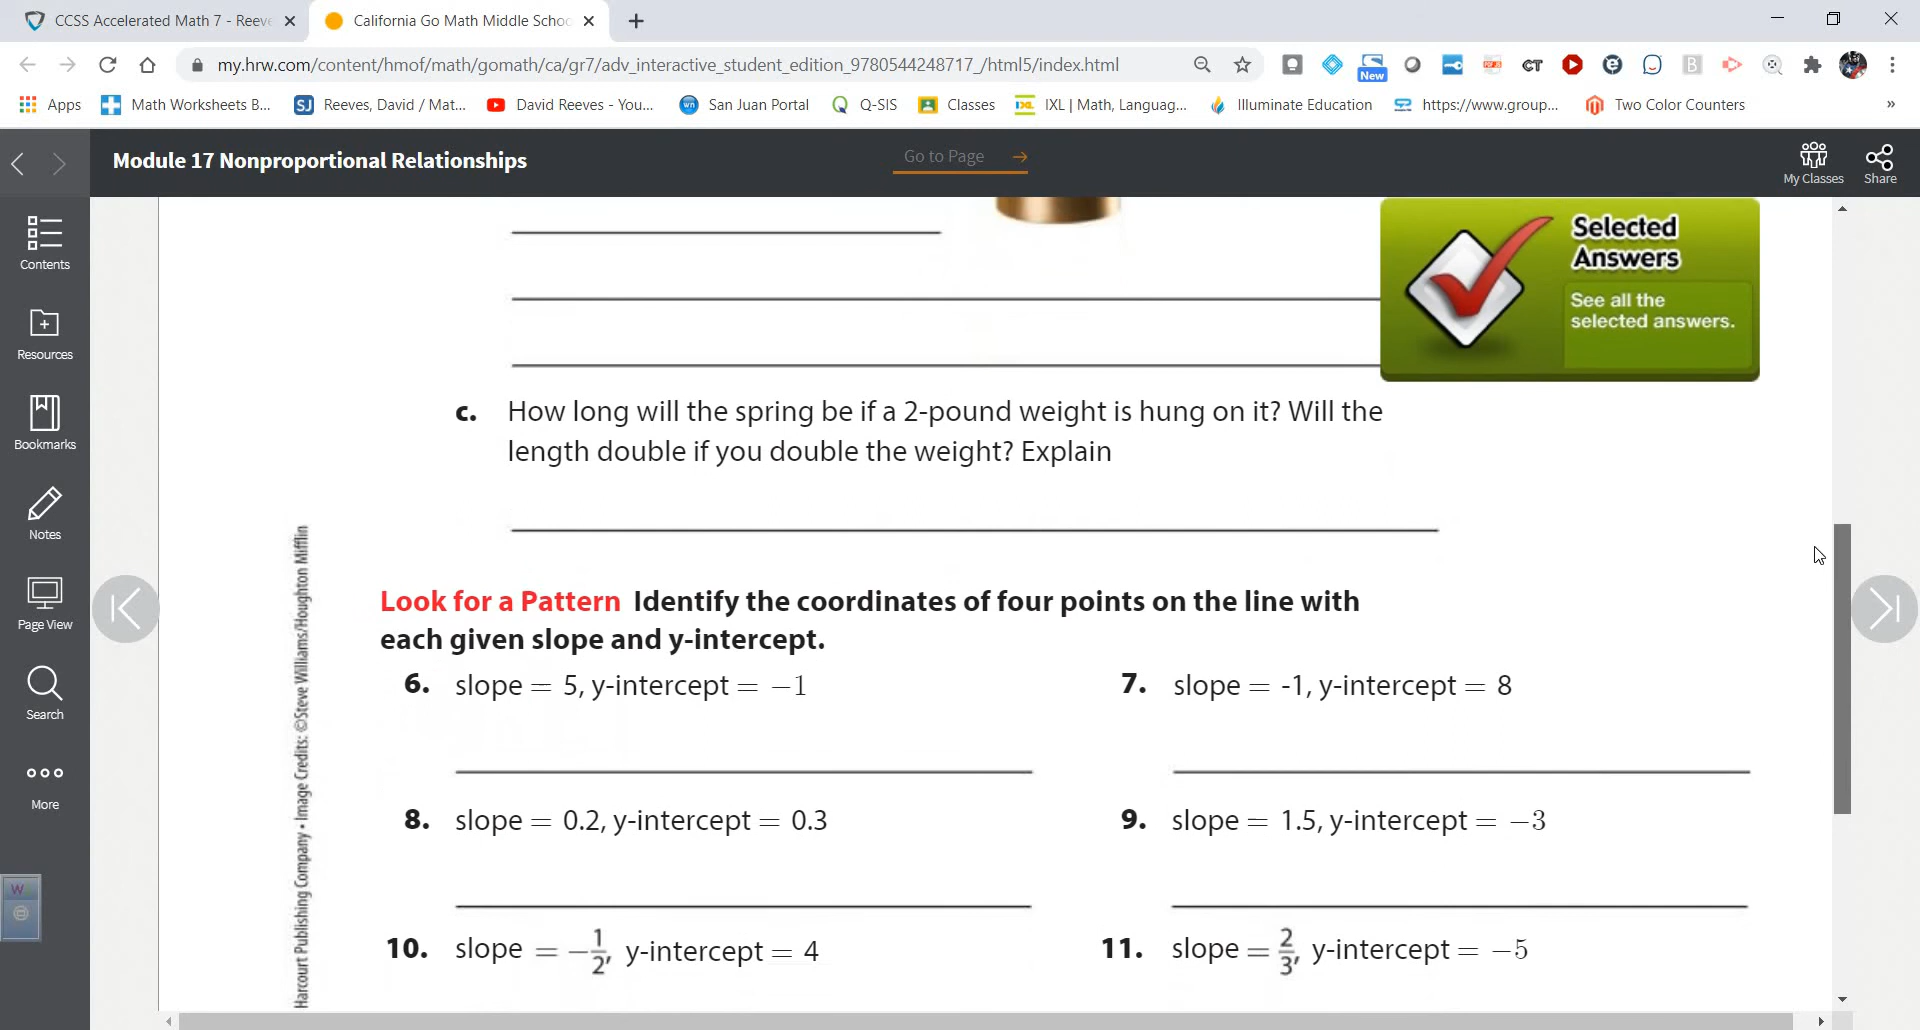 CCSS Accelerated Math 7 - Reeve
California Go Math Middle Schoo
my.hrw.com/content/hmof/math/gomath/ca/gr7/adv_interactive_student_edition_9780544248717_/html5/index.html
New
CT
Apps
Math Worksheets B...
SJ
Reeves, David / Mat...
David Reeves - You...
San Juan Portal
Q-SIS
Classes
IXL | Math, Languag...
Illuminate Education
https://www.group...
Two Color Counters
»
Module 17 Nonproportional Relationships
Go to Page
My Classes
Share
Contents
Resources
Bookmarks
Notes
Page View
Search
More
Selected
Answers
See all the
selected answers.
c. How long will the spring be if a 2-pound weight is hung on it? Will the
length double if you double the weight? Explain
Harcourt Publishing Company • Image Credits: ©Steve Williams/Houghton Mifflin
Look for a Pattern Identify the coordinates of four points on the line with
each given slope and y-intercept.
6. slope = 5, y-intercept = −1
7. slope = -1, y-intercept = 8
8. slope = 0.2, y-intercept = 0.3
9. slope = 1.5, y-intercept = −3
10. slope = −1/2, y-intercept = 4
11. slope = 2/3, y-intercept = −5